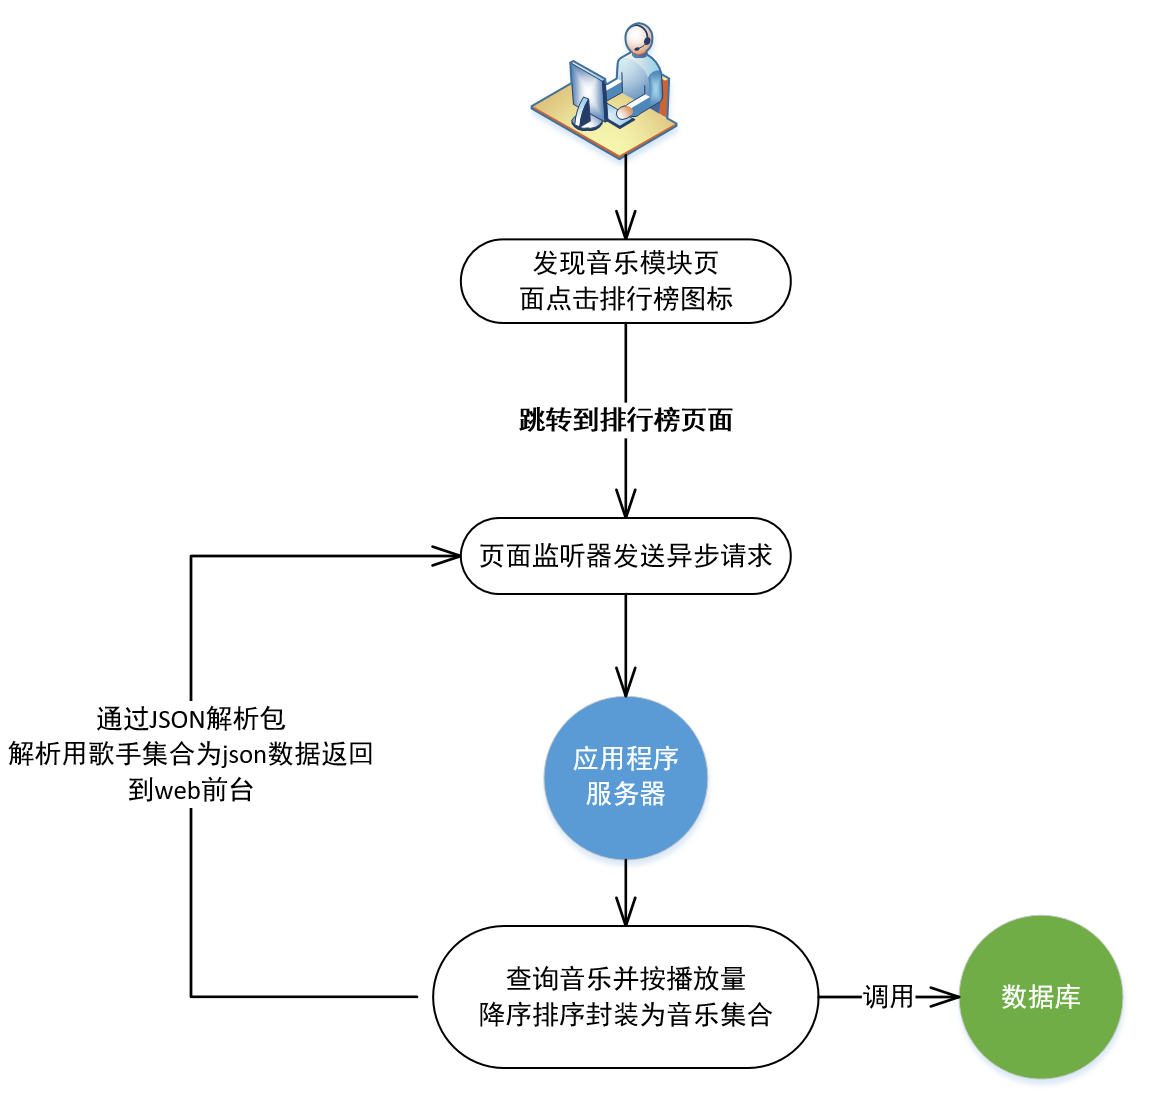 发现音乐模块页
面点击排行榜图标
跳转到排行榜页面
页面监听器发送异步请求
通过JSON解析包
解析用歌手集合为json数据返回
到web前台
应用程序
服务器
查询音乐并按播放量
降序排序封装为音乐集合
调用
数据库